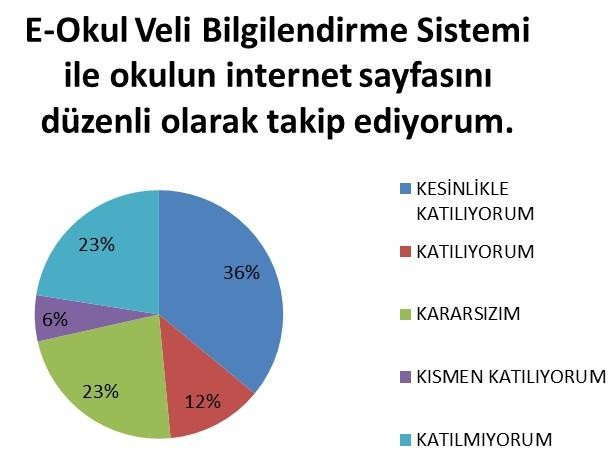 E-Okul Veli Bilgilendirme Sistemi
ile okulun internet sayfasını
düzenli olarak takip ediyorum.
KESİNLİKLE
KATILIYORUM
KATILIYORUM
KARARSIZIM
KISMEN KATILIYORUM
KATILMIYORUM
23%
36%
6%
23%
12%